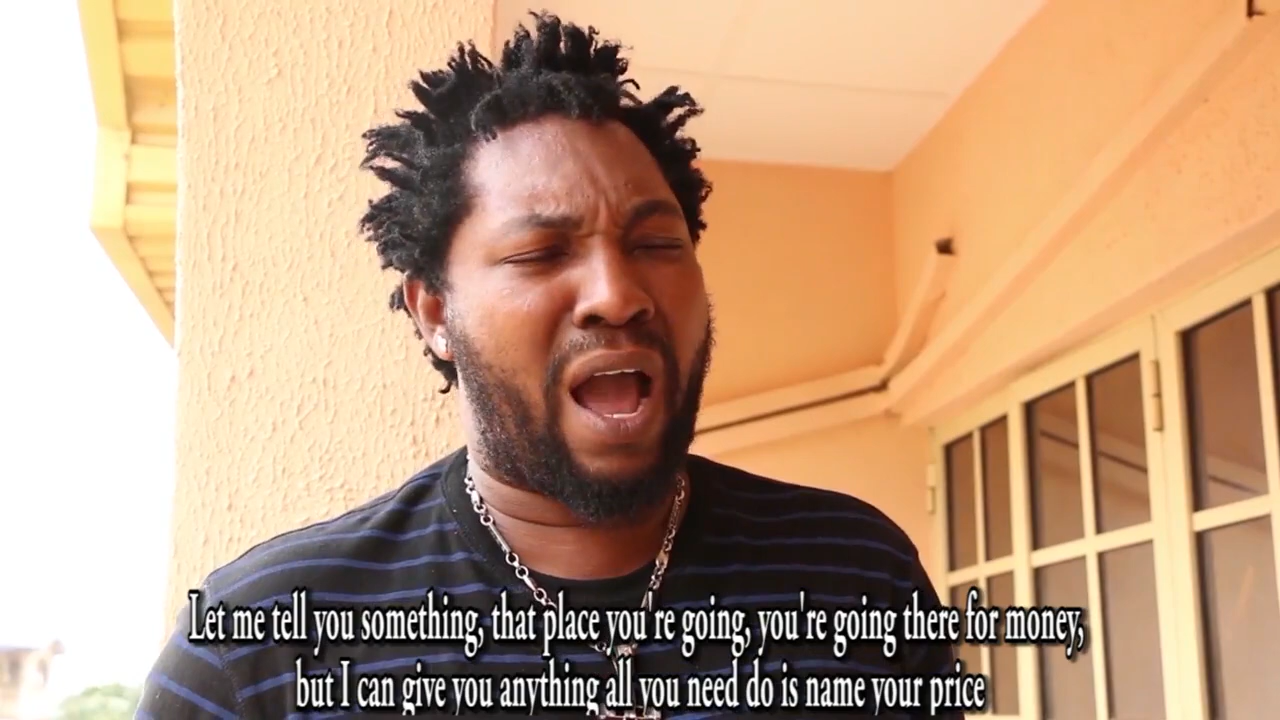 Let me tell you something, that place you re going, you're going there for money,
but I can give you anything all you need do is name your price